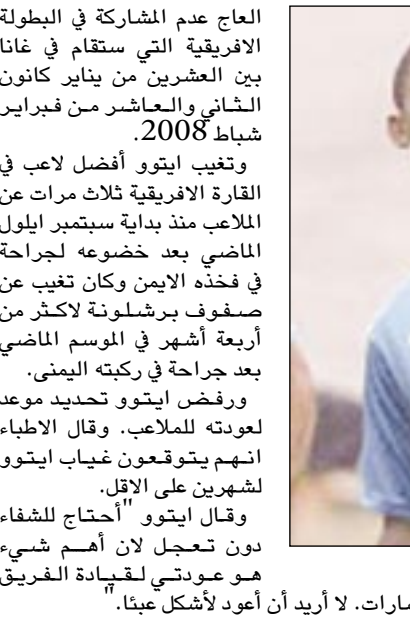 العاج عدم المشاركة في البطولة
الافريقية التي ستقام في غانا
بين العشرين من يناير كانون
الثاني والعاشر من فبراير
شباط 2008.
وتغيب ايتوو أفضل لاعب في
القارة الافريقية ثلاث مرات عن
الملاعب منذ بداية سبتمبر ايلول
الماضي بعد خضوعه لجراحة
في فخذه الايمن وكان تغيب عن
صفوف برشلونة لاكثر من
أربعة أشهر في الموسم الماضي
بعد جراحة في ركبته اليمنى.
ورفض ايتوو تحديد موعد
لعودته للملاعب. وقال الاطباء
انهم يتوقعون غياب ايتوو
لشهرين على الاقل.
وقال ايتوو "أحتاج للشفاء
دون تعجل لان أهم شيء
هو عودتي لقيادة الفريق
لا أريد أن أعود لأشكل عبئا."